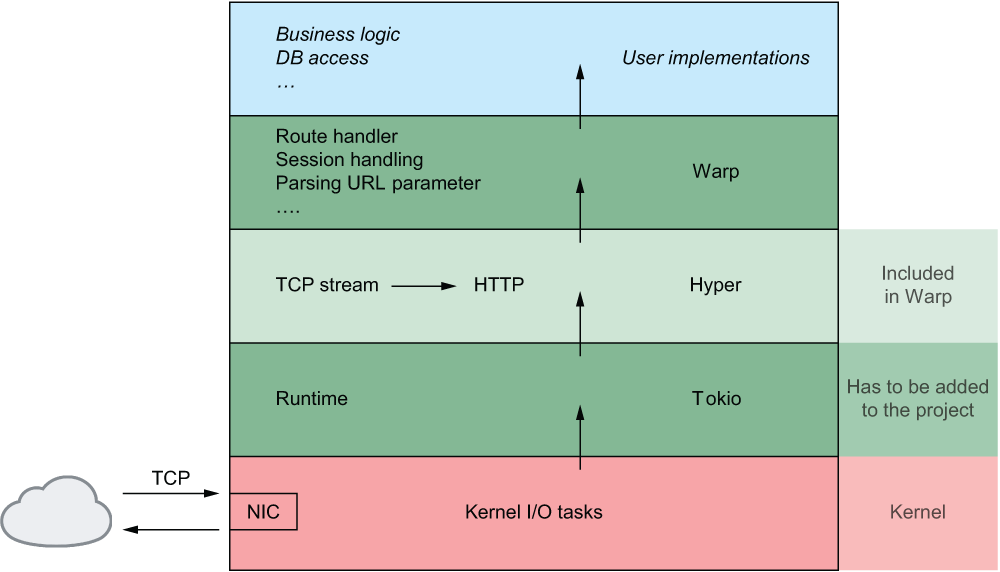 Business logic
DB access
…
User implementations
Route handler
Session handling
Parsing URL parameter
….
Warp
TCP stream
HTTP
Hyper
Included
in Warp
Runtime
Tokio
Has to be added
to the project
TCP
NIC
Kernel I/O tasks
Kernel